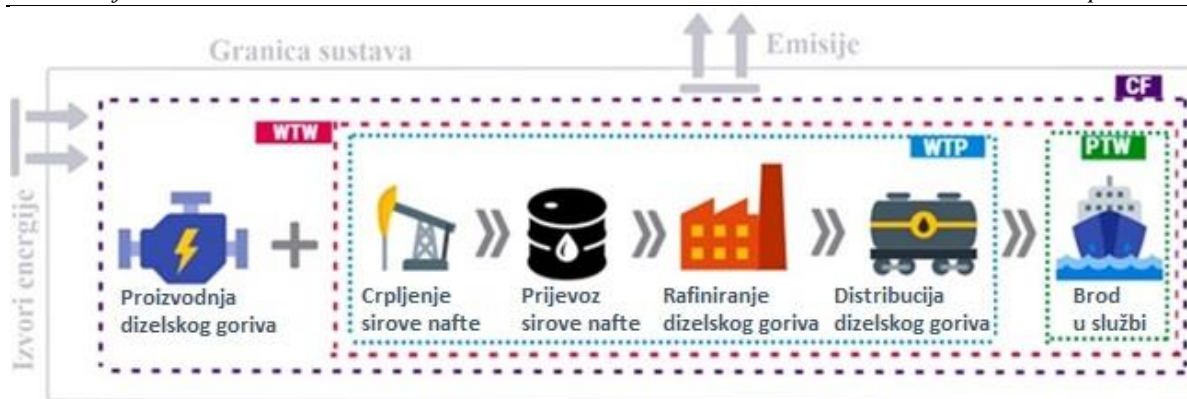 Granica sustava
Emisije
CF
WTW
WTP
PTW
Izvori energije
Proizvodnja
dizelskog goriva
Crpljenje
sirove nafte
Prijevoz
sirove nafte
Rafiniranje
dizelskog goriva
Distribucija
dizelskog goriva
Brod
u službi